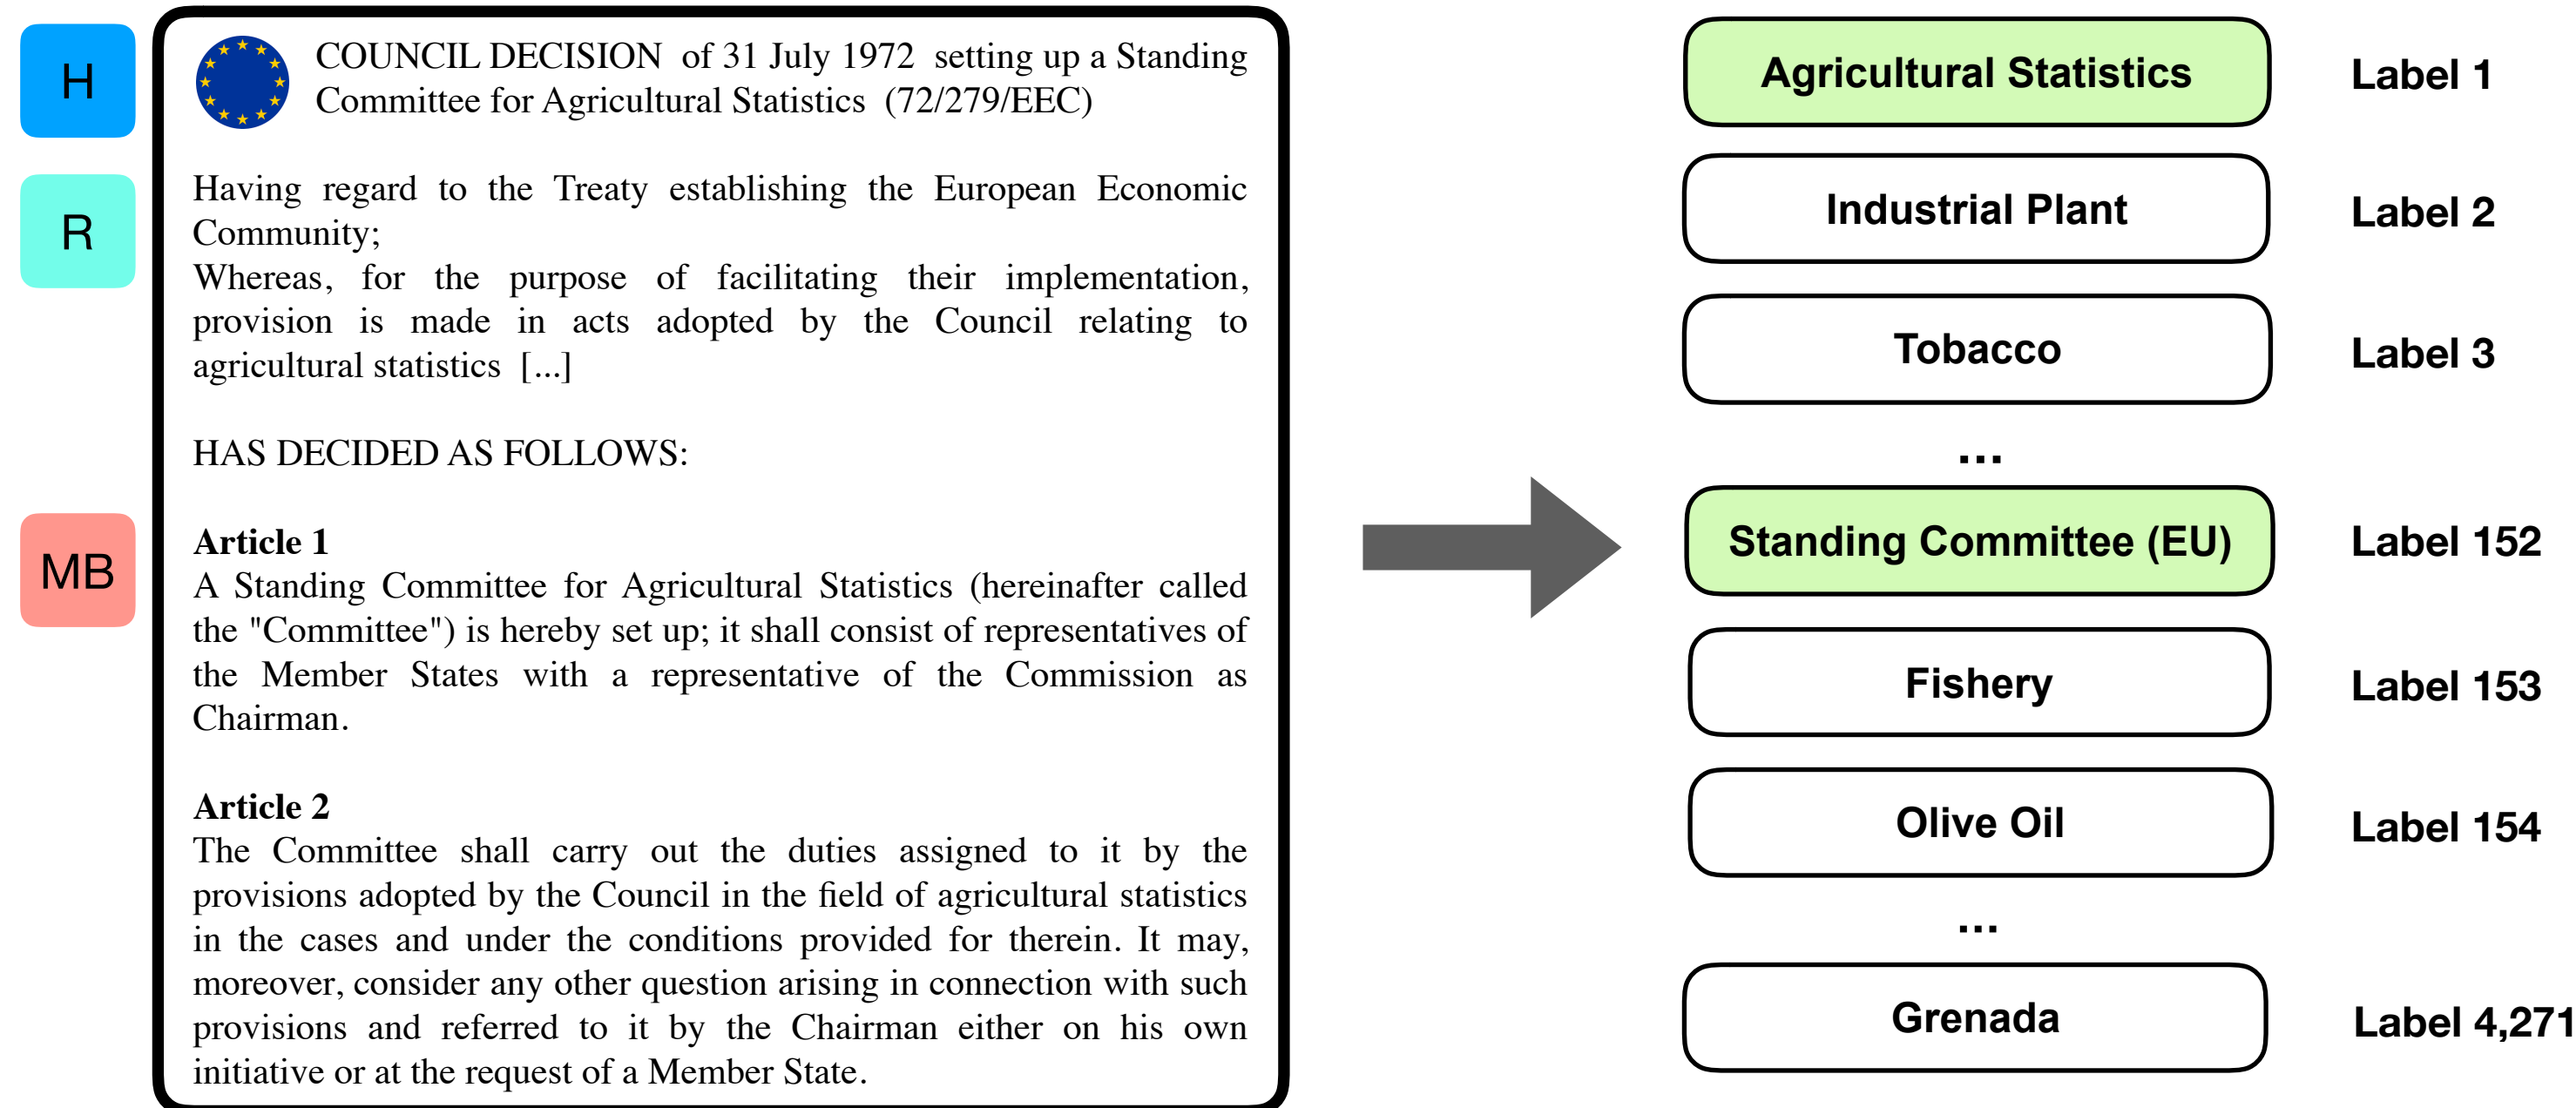 H
COUNCIL DECISION of 31 July 1972 setting up a Standing
Committee for Agricultural Statistics (72/279/EEC)
R
Having regard to the Treaty establishing the European Economic
Community;
Whereas, for the purpose of facilitating their implementation,
provision is made in acts adopted by the Council relating to
agricultural statistics [...]
HAS DECIDED AS FOLLOWS:
MB
Article 1
A Standing Committee for Agricultural Statistics (hereinafter called
the "Committee") is hereby set up; it shall consist of representatives of
the Member States with a representative of the Commission as
Chairman.
Article 2
The Committee shall carry out the duties assigned to it by the
provisions adopted by the Council in the field of agricultural statistics
in the cases and under the conditions provided for therein. It may,
moreover, consider any other question arising in connection with such
provisions and referred to it by the Chairman either on his own
initiative or at the request of a Member State.
Agricultural Statistics Label 1
Industrial Plant Label 2
Tobacco Label 3
...
Standing Committee (EU) Label 152
Fishery Label 153
Olive Oil Label 154
...
Grenada Label 4,271